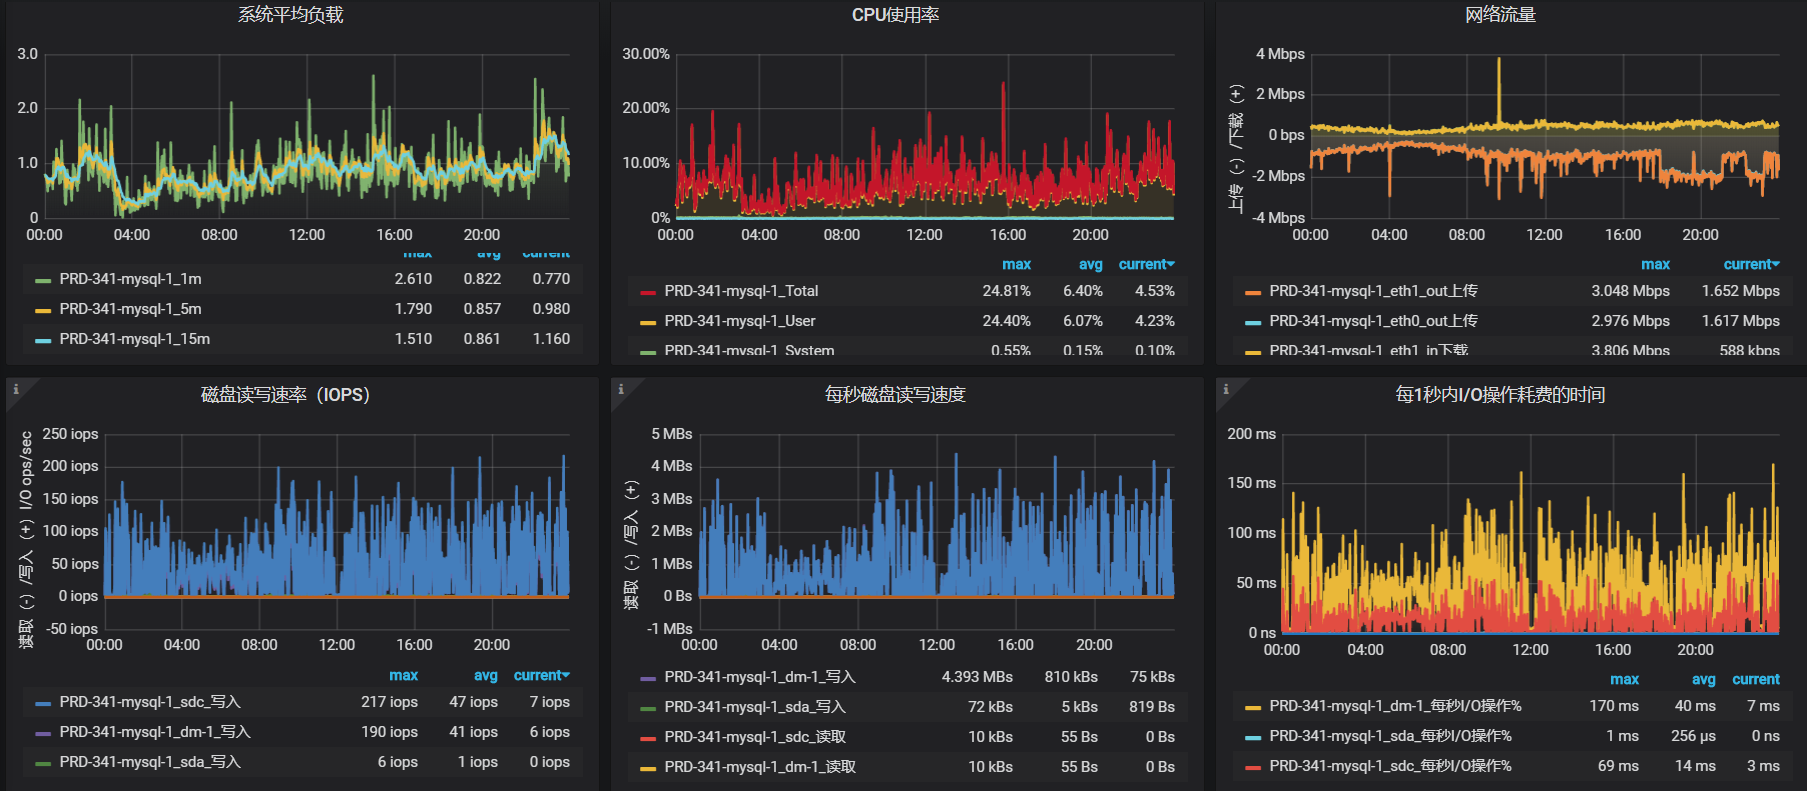 系统平均负载
3.0
2.0
1.0
0
00:00 04:00 08:00 12:00 16:00 20:00
max avg current
PRD-341-mysql-1_1m 2.610 0.822 0.770
PRD-341-mysql-1_5m 1.790 0.857 0.980
PRD-341-mysql-1_15m 1.510 0.861 1.160
CPU使用率
30.00%
20.00%
10.00%
0%
00:00 04:00 08:00 12:00 16:00 20:00
max avg current
PRD-341-mysql-1_Total 24.81% 6.40% 4.53%
PRD-341-mysql-1_User 24.40% 6.07% 4.23%
PRD-341-mysql-1_System 0.55% 0.15% 0.10%
网络流量
上传（-）/下载（+）
4 Mbps
2 Mbps
0 bps
-2 Mbps
-4 Mbps
00:00 04:00 08:00 12:00 16:00 20:00
max current
PRD-341-mysql-1_eth1_out上传 3.048 Mbps 1.652 Mbps
PRD-341-mysql-1_eth0_out上传 2.976 Mbps 1.617 Mbps
PRD-341-mysql-1_eth1_in下载 3.806 Mbps 588 kbps
i
磁盘读写速率（IOPS）
读取（-）/写入（+）I/O ops/sec
250 iops
200 iops
150 iops
100 iops
50 iops
0 iops
-50 iops
00:00 04:00 08:00 12:00 16:00 20:00
max avg current
PRD-341-mysql-1_sdc_写入 217 iops 47 iops 7 iops
PRD-341-mysql-1_dm-1_写入 190 iops 41 iops 6 iops
PRD-341-mysql-1_sda_写入 6 iops 1 iops 0 iops
i
每秒磁盘读写速度
读取（-）/写入（+）
5 MBs
4 MBs
3 MBs
2 MBs
1 MBs
0 Bs
-1 MBs
00:00 04:00 08:00 12:00 16:00 20:00
PRD-341-mysql-1_dm-1_写入 4.393 MBs 810 kBs 75 kBs
PRD-341-mysql-1_sda_写入 72 kBs 5 kBs 819 Bs
PRD-341-mysql-1_sdc_读取 10 kBs 55 Bs 0 Bs
PRD-341-mysql-1_dm-1_读取 10 kBs 55 Bs 0 Bs
i
每1秒内I/O操作耗费的时间
200 ms
150 ms
100 ms
50 ms
0 ns
00:00 04:00 08:00 12:00 16:00 20:00
max avg current
PRD-341-mysql-1_dm-1_每秒I/O操作% 170 ms 40 ms 7 ms
PRD-341-mysql-1_sda_每秒I/O操作% 1 ms 256 µs 0 ns
PRD-341-mysql-1_sdc_每秒I/O操作% 69 ms 14 ms 3 ms